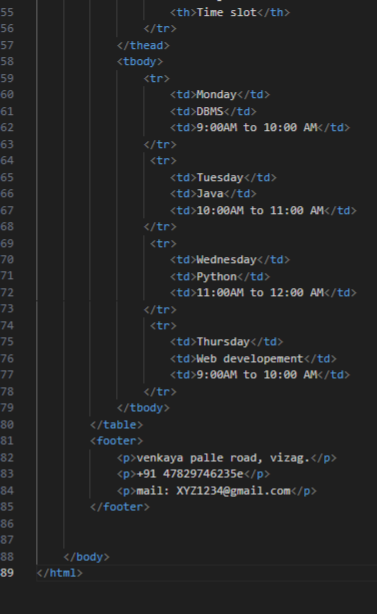 55 <th>Time slot</th>
56 </tr>
57 </thead>
58 <tbody>
59 <tr>
60 <td>Monday</td>
61 <td>DBMS</td>
62 <td>9:00AM to 10:00 AM</td>
63 </tr>
64 <tr>
65 <td>Tuesday</td>
66 <td>Java</td>
67 <td>10:00AM to 11:00 AM</td>
68 </tr>
69 <tr>
70 <td>Wednesday</td>
71 <td>Python</td>
72 <td>11:00AM to 12:00 AM</td>
73 </tr>
74 <tr>
75 <td>Thursday</td>
76 <td>Web developement</td>
77 <td>9:00AM to 10:00 AM</td>
78 </tr>
79 </tbody>
80 </table>
81 <footer>
82 <p>venkaya palle road, vizag.</p>
83 <p>+91 47829746235e</p>
84 <p>mail: XYZ1234@gmail.com</p>
85 </footer>
86
87
88 </body>
89 </html>